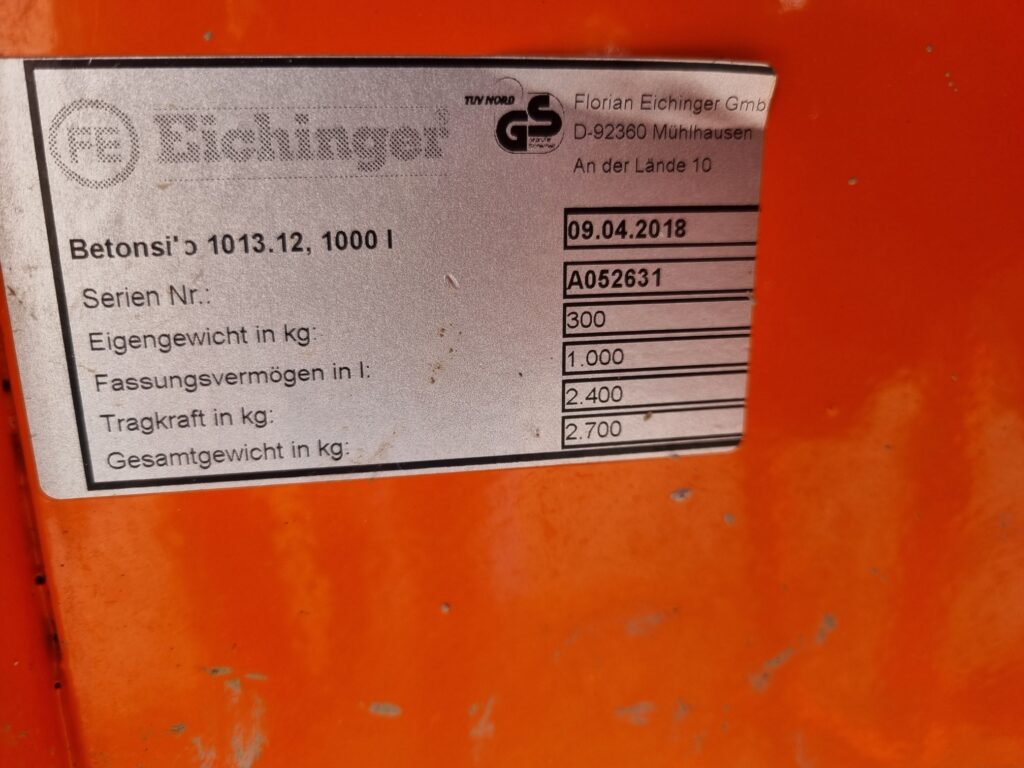 FE Eichinger
TUV NORD
GS
Florian Eichinger Gmb
D-92360 Mühlhausen
An der Lände 10
Betonsi'o 1013.12, 1000 l
09.04.2018
Serien Nr.: A052631
Eigengewicht in kg: 300
Fassungsvermögen in l: 1.000
Tragkraft in kg: 2.400
Gesamtgewicht in kg: 2.700